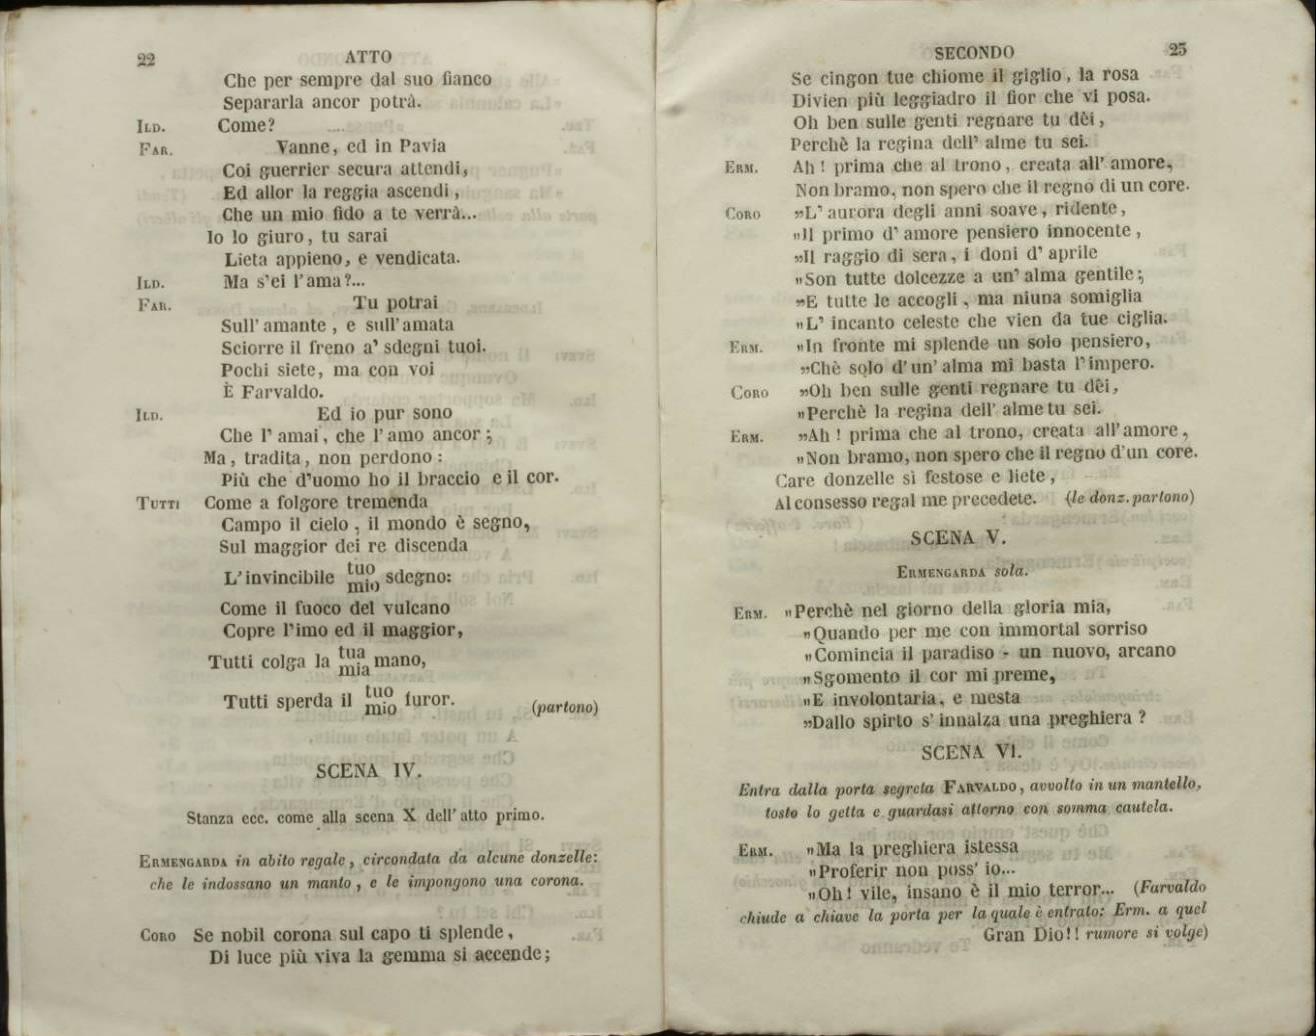 22 ATTO
Che per sempre dal suo fianco
Separarla ancor potrà.
ILD. Come?
FAR. Vanne, ed in Pavia
Coi guerrier secura attendi,
Ed allor la reggia ascendi,
Che un mio fido a te verrà...
Io lo giuro, tu sarai
Lieta appieno, e vendicata.
ILD. Ma s'ei l'ama?...
FAR. Tu potrai
Sull'amante, e sull'amata
Sciorre il freno a' sdegni tuoi.
Pochi siete, ma con voi
È Farvaldo.
ILD. Ed io pur sono
Che l'amai, che l'amo ancor;
Ma, tradita, non perdono:
Più che d'uomo ho il braccio e il cor.
TUTTI Come a folgore tremenda
Campo il cielo, il mondo è segno,
Sul maggior dei re discenda
L'invincibile tuo mio sdegno:
Come il fuoco del vulcano
Copre l'imo ed il maggior,
Tutti colga la tua mia mano,
Tutti sperda il tuo mio furor.
(partono)
SCENA IV.
Stanza ecc. come alla scena X dell'atto primo.
ERMENGARDA in abito regale, circondata da alcune donzelle:
che le indossano un manto, e le impongono una corona.
CORO Se nobil corona sul capo ti splende,
Di luce più viva la gemma si accende;
SECONDO 23
Se cingon tue chiome il giglio, la rosa
Divien più leggiadro il fior che vi posa.
Oh ben sulle genti regnare tu dêi,
Perchè la regina dell'alme tu sei.
ERM. Ah! prima che al trono, creata all'amore,
Non bramo, non spero che il regno di un core.
CORO »L'aurora degli anni soave, ridente,
»Il primo d'amore pensiero innocente,
»Il raggio di sera, i doni d'aprile
»Son tutte dolcezze a un'alma gentile;
»E tutte le accogli, ma niuna somiglia
»L'incanto celeste che vien da tue ciglia.
ERM. »In fronte mi splende un solo pensiero,
»Chè solo d'un'alma mi basta l'impero.
CORO »Oh ben sulle genti regnare tu dêi,
»Perchè la regina dell'alme tu sei.
ERM. »Ah! prima che al trono, creata all'amore,
»Non bramo, non spero che il regno d'un core.
Care donzelle sì festose e liete,
Al consesso regal me precedete. (le donz. partono)
SCENA V.
ERMENGARDA sola.
ERM. »Perchè nel giorno della gloria mia,
»Quando per me con immortal sorriso
»Comincia il paradiso - un nuovo, arcano
»Sgomento il cor mi preme,
»E involontaria, e mesta
»Dallo spirto s'innalza una preghiera?
SCENA VI.
Entra dalla porta segreta FARVALDO, avvolto in un mantello,
tosto lo getta e guardasi attorno con somma cautela.
ERM. »Ma la preghiera istessa
»Proferir non poss'io...
»Oh! vile, insano è il mio terror... (Farvaldo
chiude a chiave la porta per la quale è entrato: Erm. a quel
Gran Dio!! rumore si volge)